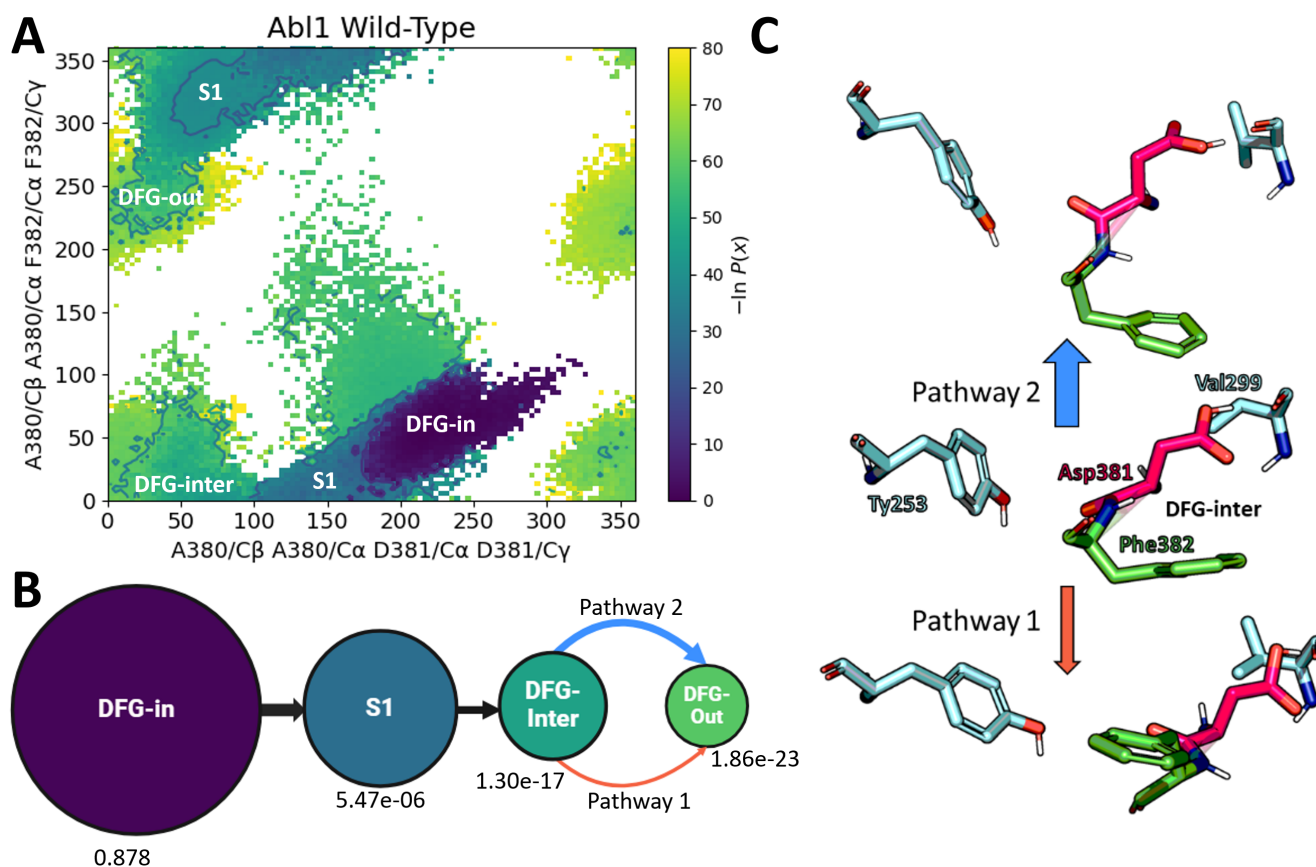 A
Abl1 Wild-Type
350
300
250
200
150
100
50
0
S1
DFG-out
DFG-in
S1
DFG-inter
0
50
100
150
200
250
300
350
A380/Cβ A380/Cα D381/Cα D381/Cγ
A380/Cβ A380/Cα F382/Cα F382/Cγ
80
70
60
50
40
30
20
10
0
−ln P(x)
B
DFG-in
0.878
S1
5.47e-06
DFG-
Inter
1.30e-17
Pathway 2
Pathway 1
DFG-
Out
1.86e-23
C
Pathway 2
Val299
Asp381
Ty253
DFG-inter
Phe382
Pathway 1